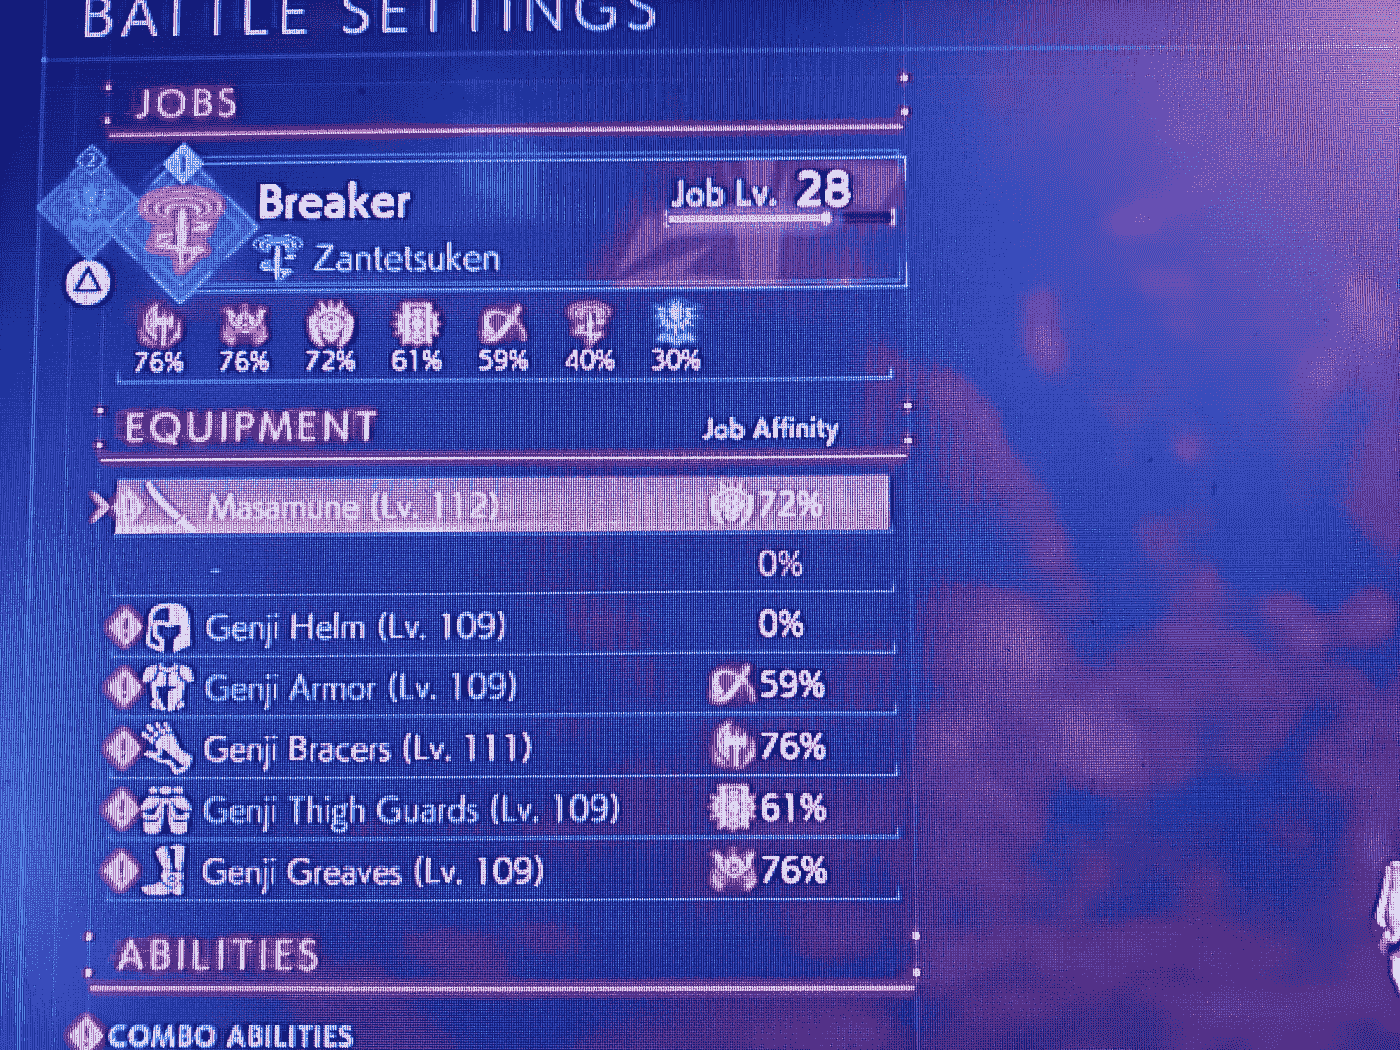 BATTLE SETTINGS
JOBS
2
1
Breaker
Job Lv. 28
Zantetsuken
76% 76% 72% 61% 59% 40% 30%
EQUIPMENT Job Affinity
Masamune (Lv. 112) 72%
- 0%
Genji Helm (Lv. 109) 0%
Genji Armor (Lv. 109) 59%
Genji Bracers (Lv. 111) 76%
Genji Thigh Guards (Lv. 109) 61%
Genji Greaves (Lv. 109) 76%
ABILITIES
COMBO ABILITIES